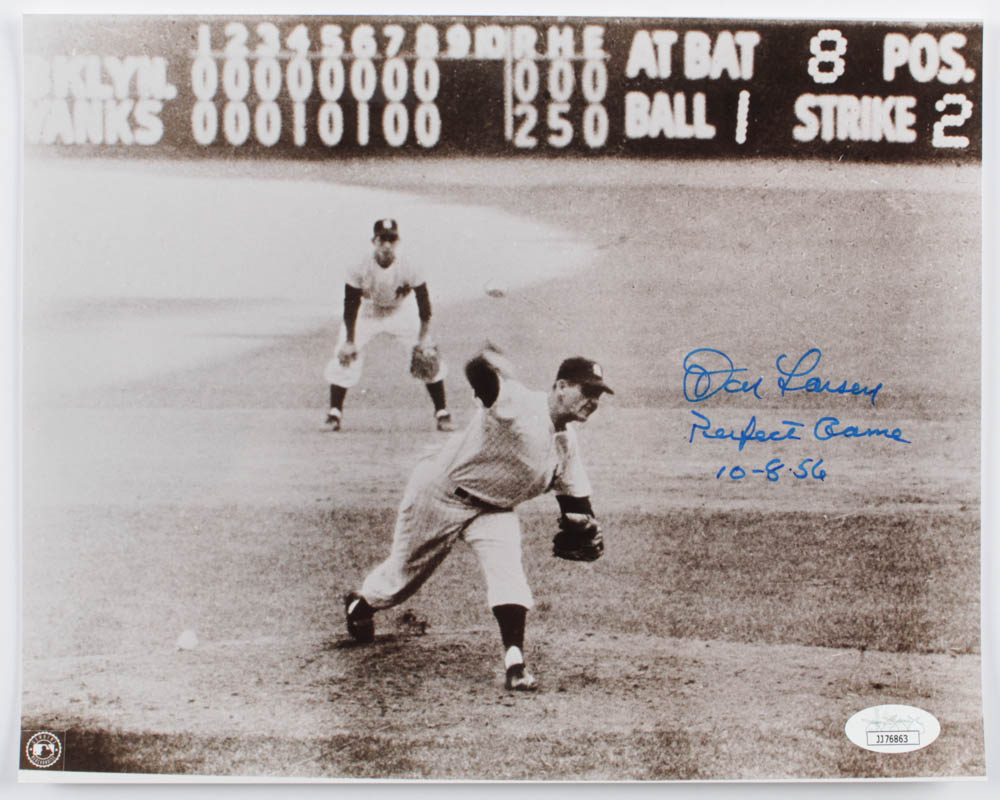 1 2 3 4 5 6 7 8 9 10 R H E AT BAT 8 POS.
KLYN. 0 0 0 0 0 0 0 0 0 0 0 BALL 1 STRIKE 2
YANKS 0 0 0 1 0 1 0 0 2 5 0
Don Larsen
Perfect Game
10-8-56
JJ76863